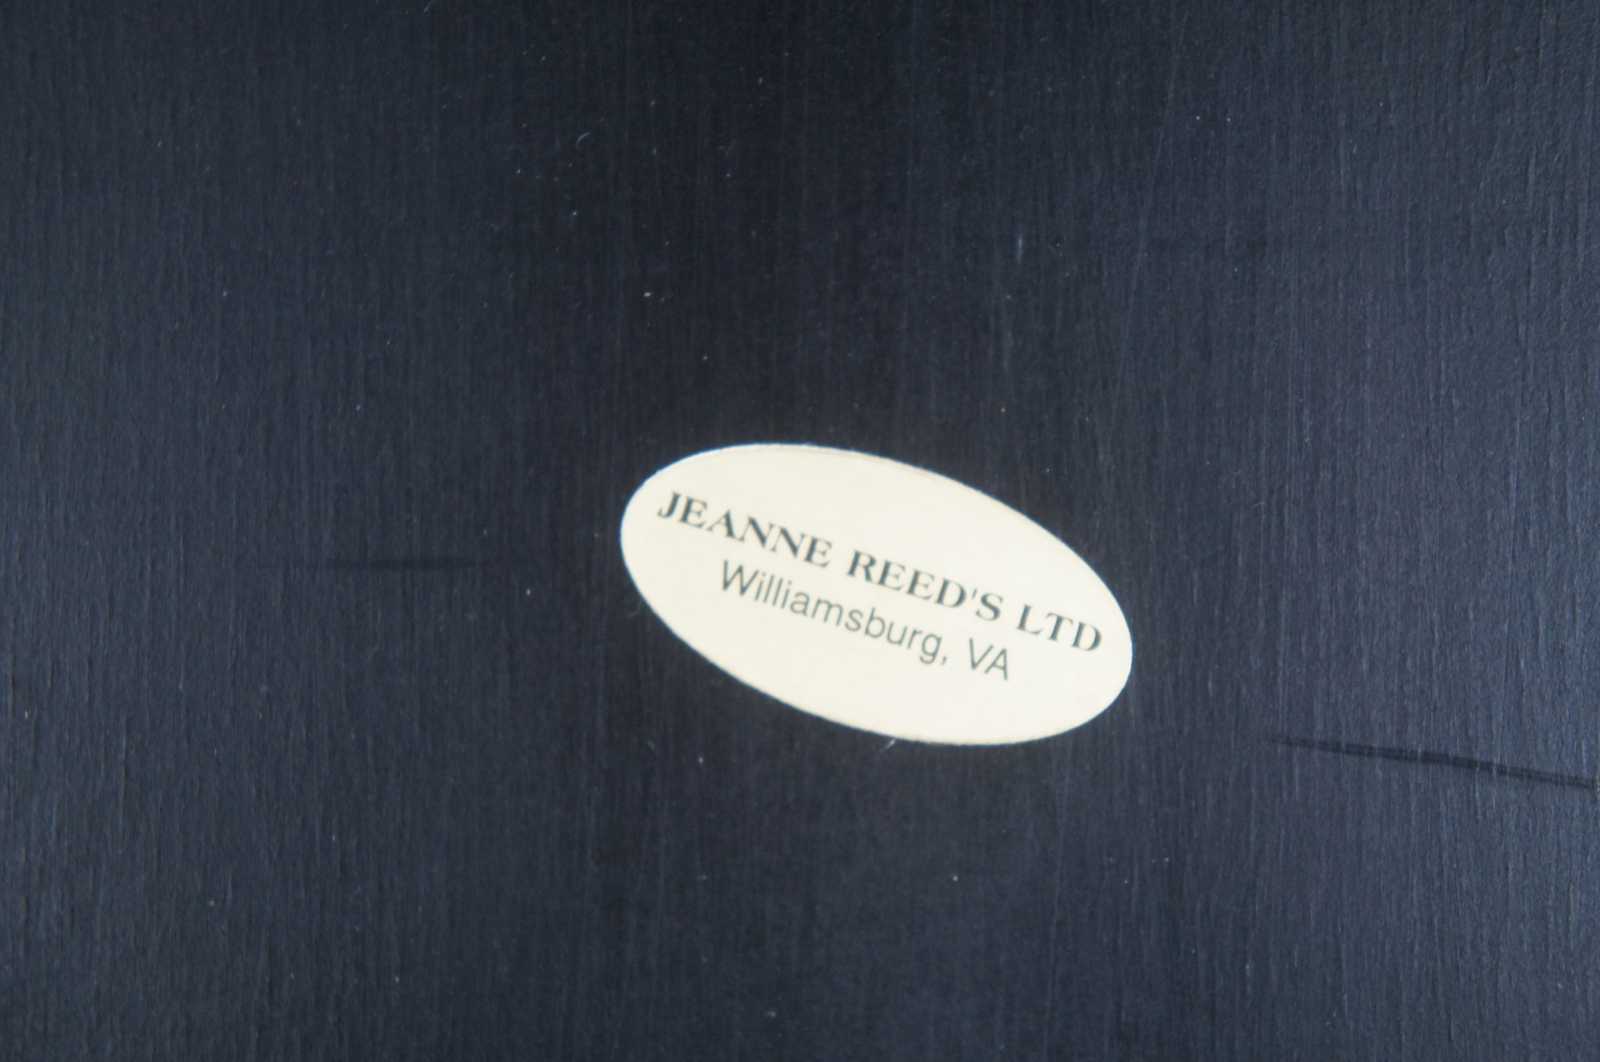 JEANNE REED'S LTD
Williamsburg, VA